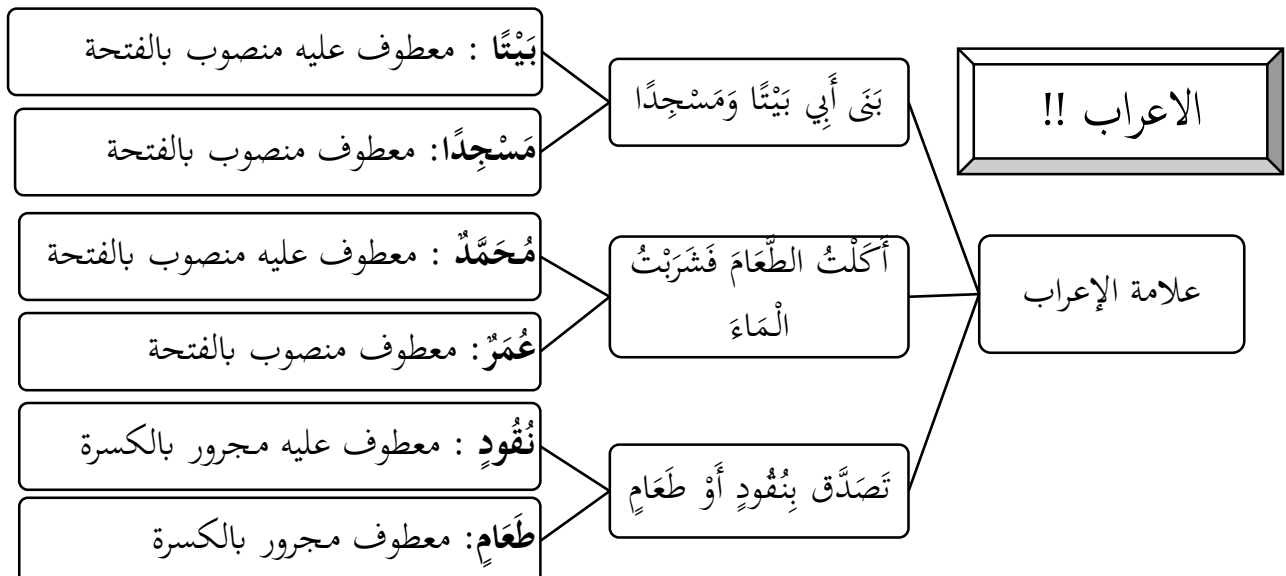 الاعراب !!
علامة الإعراب
بَنَى أَبِي بَيْتًا وَمَسْجِدًا
بَيْتًا : معطوف عليه منصوب بالفتحة
مَسْجِدًا: معطوف منصوب بالفتحة
أَكَلْتُ الطَّعَامَ فَشَرَبْتُ
الْمَاءَ
مُحَمَّدٌ : معطوف عليه منصوب بالفتحة
عُمَرٌ: معطوف منصوب بالفتحة
تَصَدَّق بِنُقُودٍ أَوْ طَعَامٍ
نُقُودٍ : معطوف عليه مجرور بالكسرة
طَعَامٍ: معطوف مجرور بالكسرة